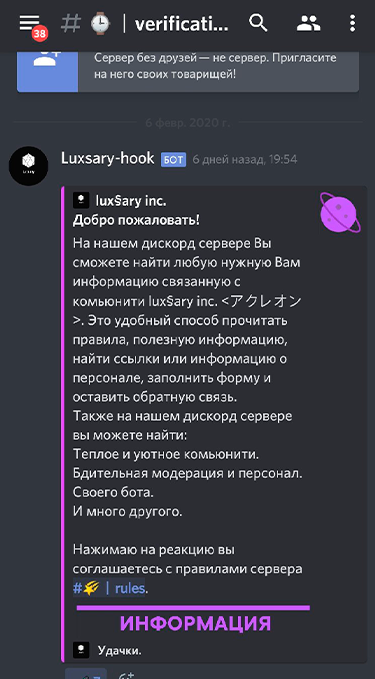 38
# ⌚ | verificati...
Сервер без друзей — не сервер. Пригласите
на него своих товарищей!
6 февр. 2020 г.
Luxsary-hook БОТ 6 дней назад, 19:54
lux§ary inc.
Добро пожаловать!
На нашем дискорд сервере Вы
сможете найти любую нужную Вам
информацию связанную с
комьюнити lux§ary inc. <アクレオン
>. Это удобный способ прочитать
правила, полезную информацию,
найти ссылки или информацию о
персонале, заполнить форму и
оставить обратную связь.
Также на нашем дискорд сервере
вы можете найти:
Теплое и уютное комьюнити.
Бдительная модерация и персонал.
Своего бота.
И много другого.
Нажимаю на реакцию вы
соглашаетесь с правилами сервера
#🌠 | rules.
ИНФОРМАЦИЯ
Удачки.